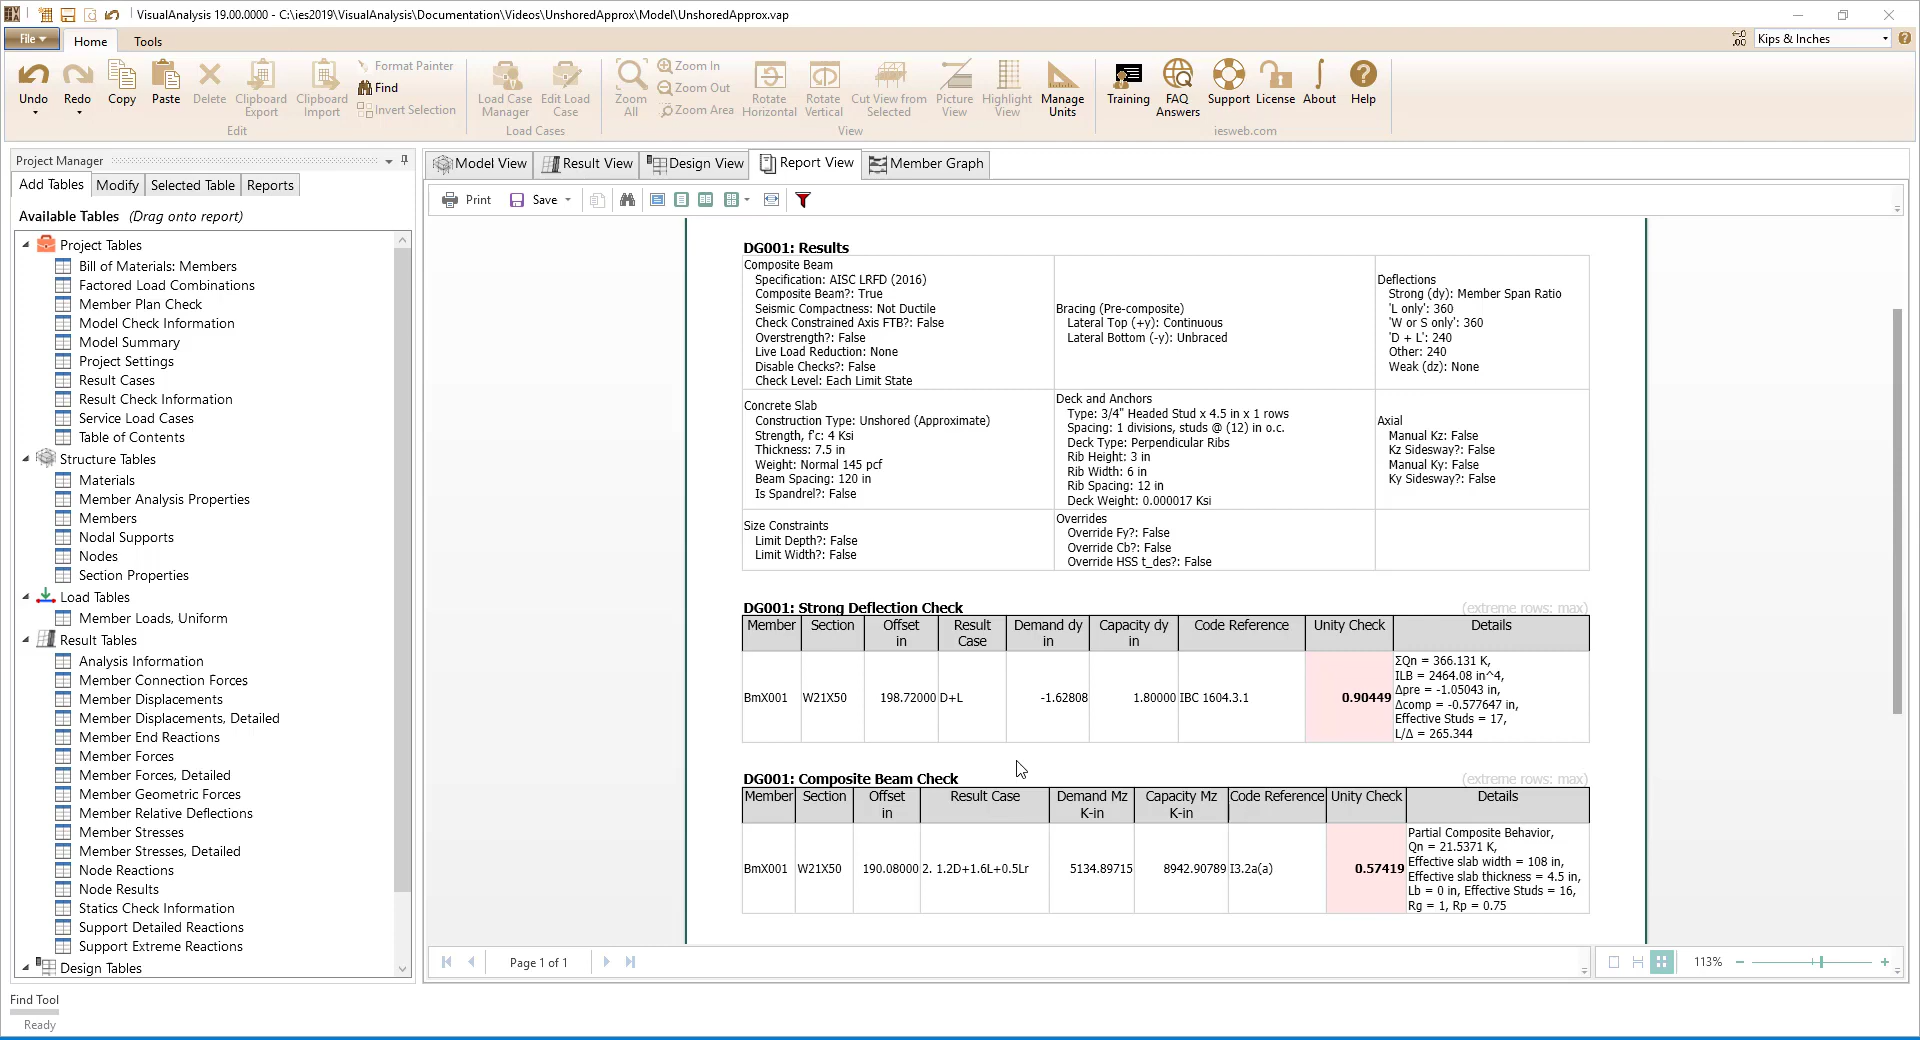 VisualAnalysis 19.00.0000 - C:\ies2019\VisualAnalysis\Documentation\Videos\UnshoredApprox\Model\UnshoredApprox.vap
File
Home
Tools
Kips & Inches
Undo
Redo
Copy
Paste
Delete
Clipboard Export
Clipboard Import
Format Painter
Find
Invert Selection
Edit
Load Case Manager
Edit Load Case
Load Cases
Zoom All
Zoom In
Zoom Out
Zoom Area
Rotate Horizontal
Rotate Vertical
Cut View from Selected
Picture View
Highlight View
Manage Units
View
Training
FAQ Answers
Support
License
About
Help
iesweb.com
Project Manager
Add Tables
Modify
Selected Table
Reports
Available Tables (Drag onto report)
Project Tables
Bill of Materials: Members
Factored Load Combinations
Member Plan Check
Model Check Information
Model Summary
Project Settings
Result Cases
Result Check Information
Service Load Cases
Table of Contents
Structure Tables
Materials
Member Analysis Properties
Members
Nodal Supports
Nodes
Section Properties
Load Tables
Member Loads, Uniform
Result Tables
Analysis Information
Member Connection Forces
Member Displacements
Member Displacements, Detailed
Member End Reactions
Member Forces
Member Forces, Detailed
Member Geometric Forces
Member Relative Deflections
Member Stresses
Member Stresses, Detailed
Node Reactions
Node Results
Statics Check Information
Support Detailed Reactions
Support Extreme Reactions
Design Tables
Find Tool
Ready
Model View
Result View
Design View
Report View
Member Graph
Print
Save
DG001: Results
Composite Beam
Specification: AISC LRFD (2016)
Composite Beam?: True
Seismic Compactness: Not Ductile
Check Constrained Axis FTB?: False
Overstrength?: False
Live Load Reduction: None
Disable Checks?: False
Check Level: Each Limit State
Bracing (Pre-composite)
Lateral Top (+y): Continuous
Lateral Bottom (-y): Unbraced
Deflections
Strong (dy): Member Span Ratio
'L only': 360
'W or S only': 360
'D + L': 240
Other: 240
Weak (dz): None
Concrete Slab
Construction Type: Unshored (Approximate)
Strength, f'c: 4 Ksi
Thickness: 7.5 in
Weight: Normal 145 pcf
Beam Spacing: 120 in
Is Spandrel?: False
Deck and Anchors
Type: 3/4" Headed Stud x 4.5 in x 1 rows
Spacing: 1 divisions, studs @ (12) in o.c.
Deck Type: Perpendicular Ribs
Rib Height: 3 in
Rib Width: 6 in
Rib Spacing: 12 in
Deck Weight: 0.000017 Ksi
Axial
Manual Kz: False
Kz Sidesway?: False
Manual Ky: False
Ky Sidesway?: False
Size Constraints
Limit Depth?: False
Limit Width?: False
Overrides
Override Fy?: False
Override Cb?: False
Override HSS t_des?: False
DG001: Strong Deflection Check (extreme rows: max)
Member Section Offset in Result Case Demand dy in Capacity dy in Code Reference Unity Check Details
BmX001 W21X50 198.72000 D+L -1.62808 1.80000 IBC 1604.3.1 0.90449
ΣQn = 366.131 K,
ILB = 2464.08 in^4,
Δpre = -1.05043 in,
Δcomp = -0.577647 in,
Effective Studs = 17,
L/Δ = 265.344
DG001: Composite Beam Check (extreme rows: max)
Member Section Offset in Result Case Demand Mz K-in Capacity Mz K-in Code Reference Unity Check Details
BmX001 W21X50 190.08000 2. 1.2D+1.6L+0.5Lr 5134.89715 8942.90789 I3.2a(a) 0.57419
Partial Composite Behavior,
Qn = 21.5371 K,
Effective slab width = 108 in,
Effective slab thickness = 4.5 in,
Lb = 0 in, Effective Studs = 16,
Rg = 1, Rp = 0.75
Page 1 of 1
113%